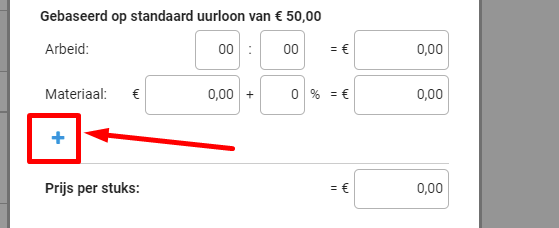 Gebaseerd op standaard uurloon van € 50,00
Arbeid: 00 : 00 = € 0,00
Materiaal: € 0,00 + 0 % = € 0,00
+
Prijs per stuks: = € 0,00